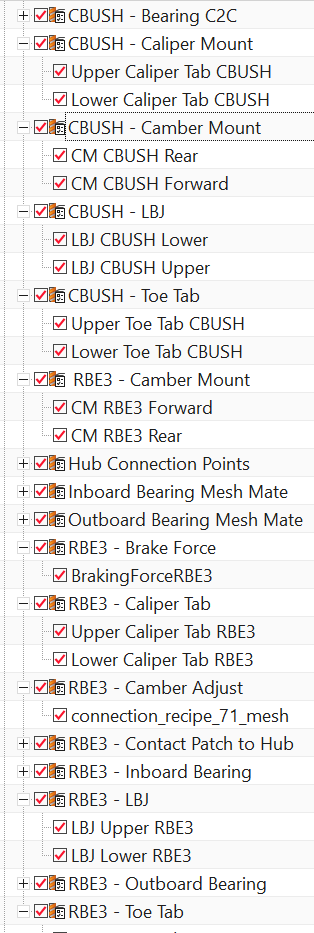 CBUSH - Bearing C2C
CBUSH - Caliper Mount
Upper Caliper Tab CBUSH
Lower Caliper Tab CBUSH
CBUSH - Camber Mount
CM CBUSH Rear
CM CBUSH Forward
CBUSH - LBJ
LBJ CBUSH Lower
LBJ CBUSH Upper
CBUSH - Toe Tab
Upper Toe Tab CBUSH
Lower Toe Tab CBUSH
RBE3 - Camber Mount
CM RBE3 Forward
CM RBE3 Rear
Hub Connection Points
Inboard Bearing Mesh Mate
Outboard Bearing Mesh Mate
RBE3 - Brake Force
BrakingForceRBE3
RBE3 - Caliper Tab
Upper Caliper Tab RBE3
Lower Caliper Tab RBE3
RBE3 - Camber Adjust
connection_recipe_71_mesh
RBE3 - Contact Patch to Hub
RBE3 - Inboard Bearing
RBE3 - LBJ
LBJ Upper RBE3
LBJ Lower RBE3
RBE3 - Outboard Bearing
RBE3 - Toe Tab